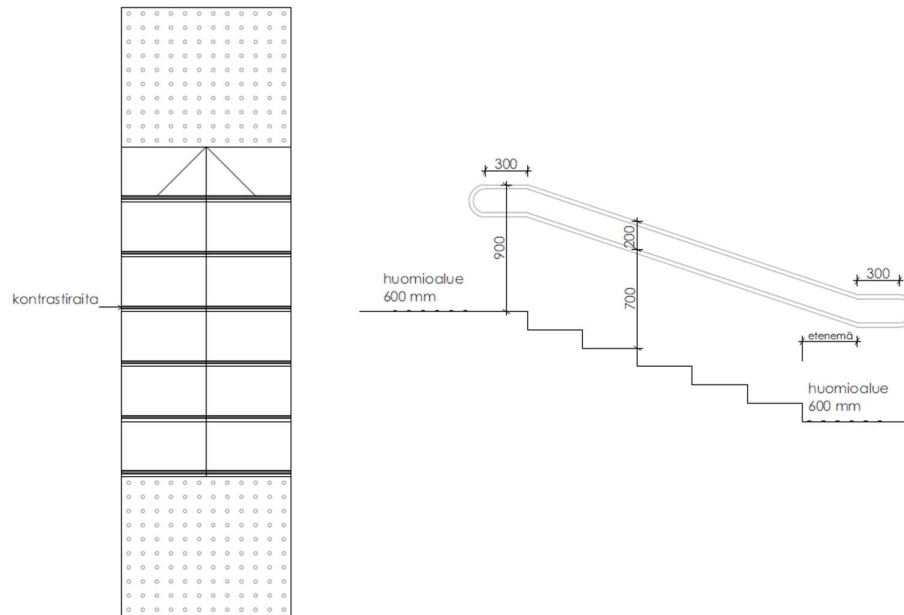 kontrastiraita
300
900
200
700
300
etenemä
huomioalue
600 mm
huomioalue
600 mm